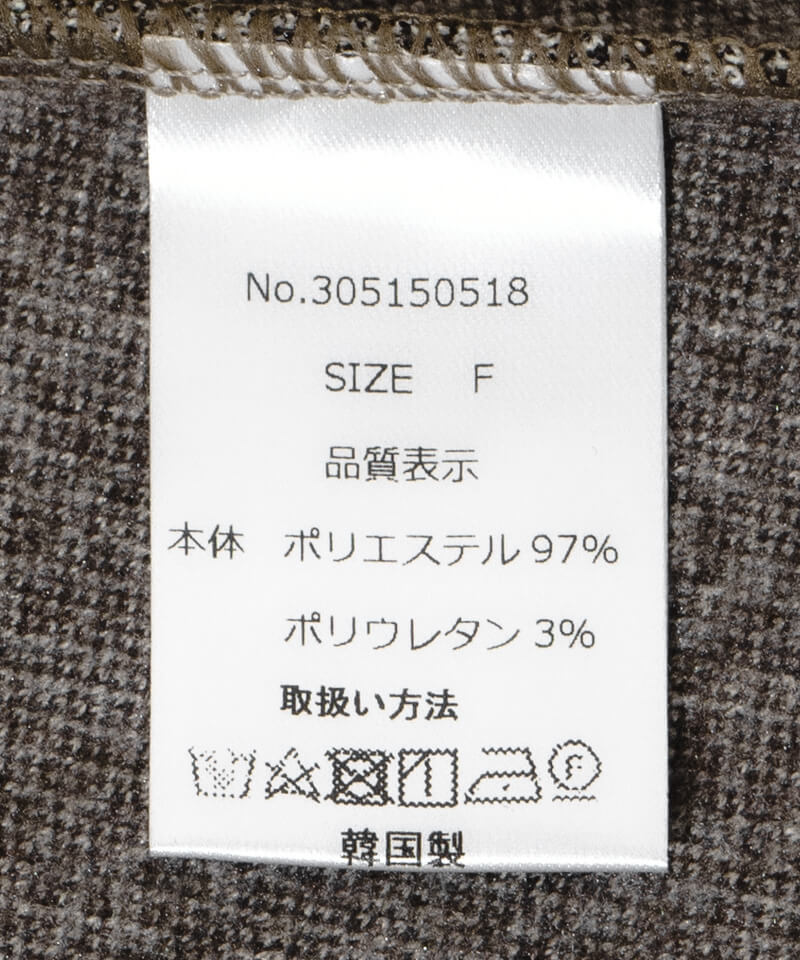 No.305150518
SIZE F
品質表示
本体 ポリエステル 97%
ポリウレタン 3%
取扱い方法
F
韓国製